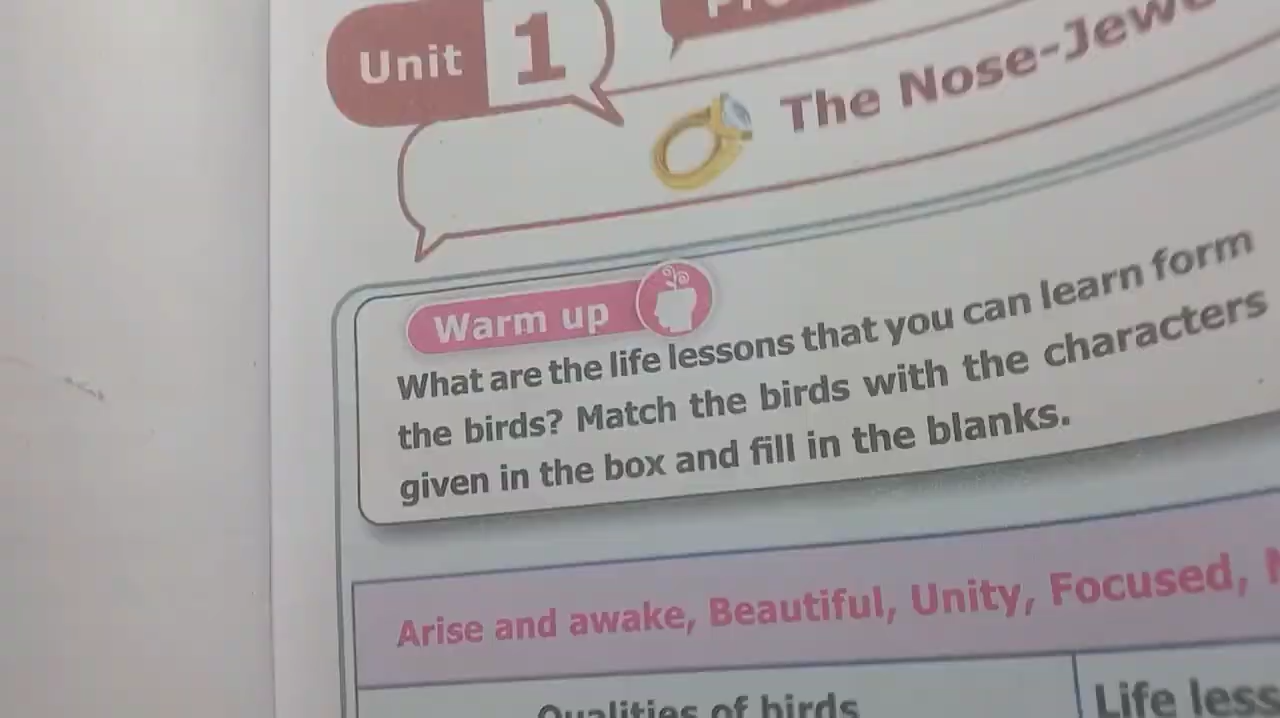 Unit 1
The Nose-Jew
Warm up
What are the life lessons that you can learn form
the birds? Match the birds with the characters
given in the box and fill in the blanks.
Arise and awake, Beautiful, Unity, Focused,
Qualities of birds
Life less